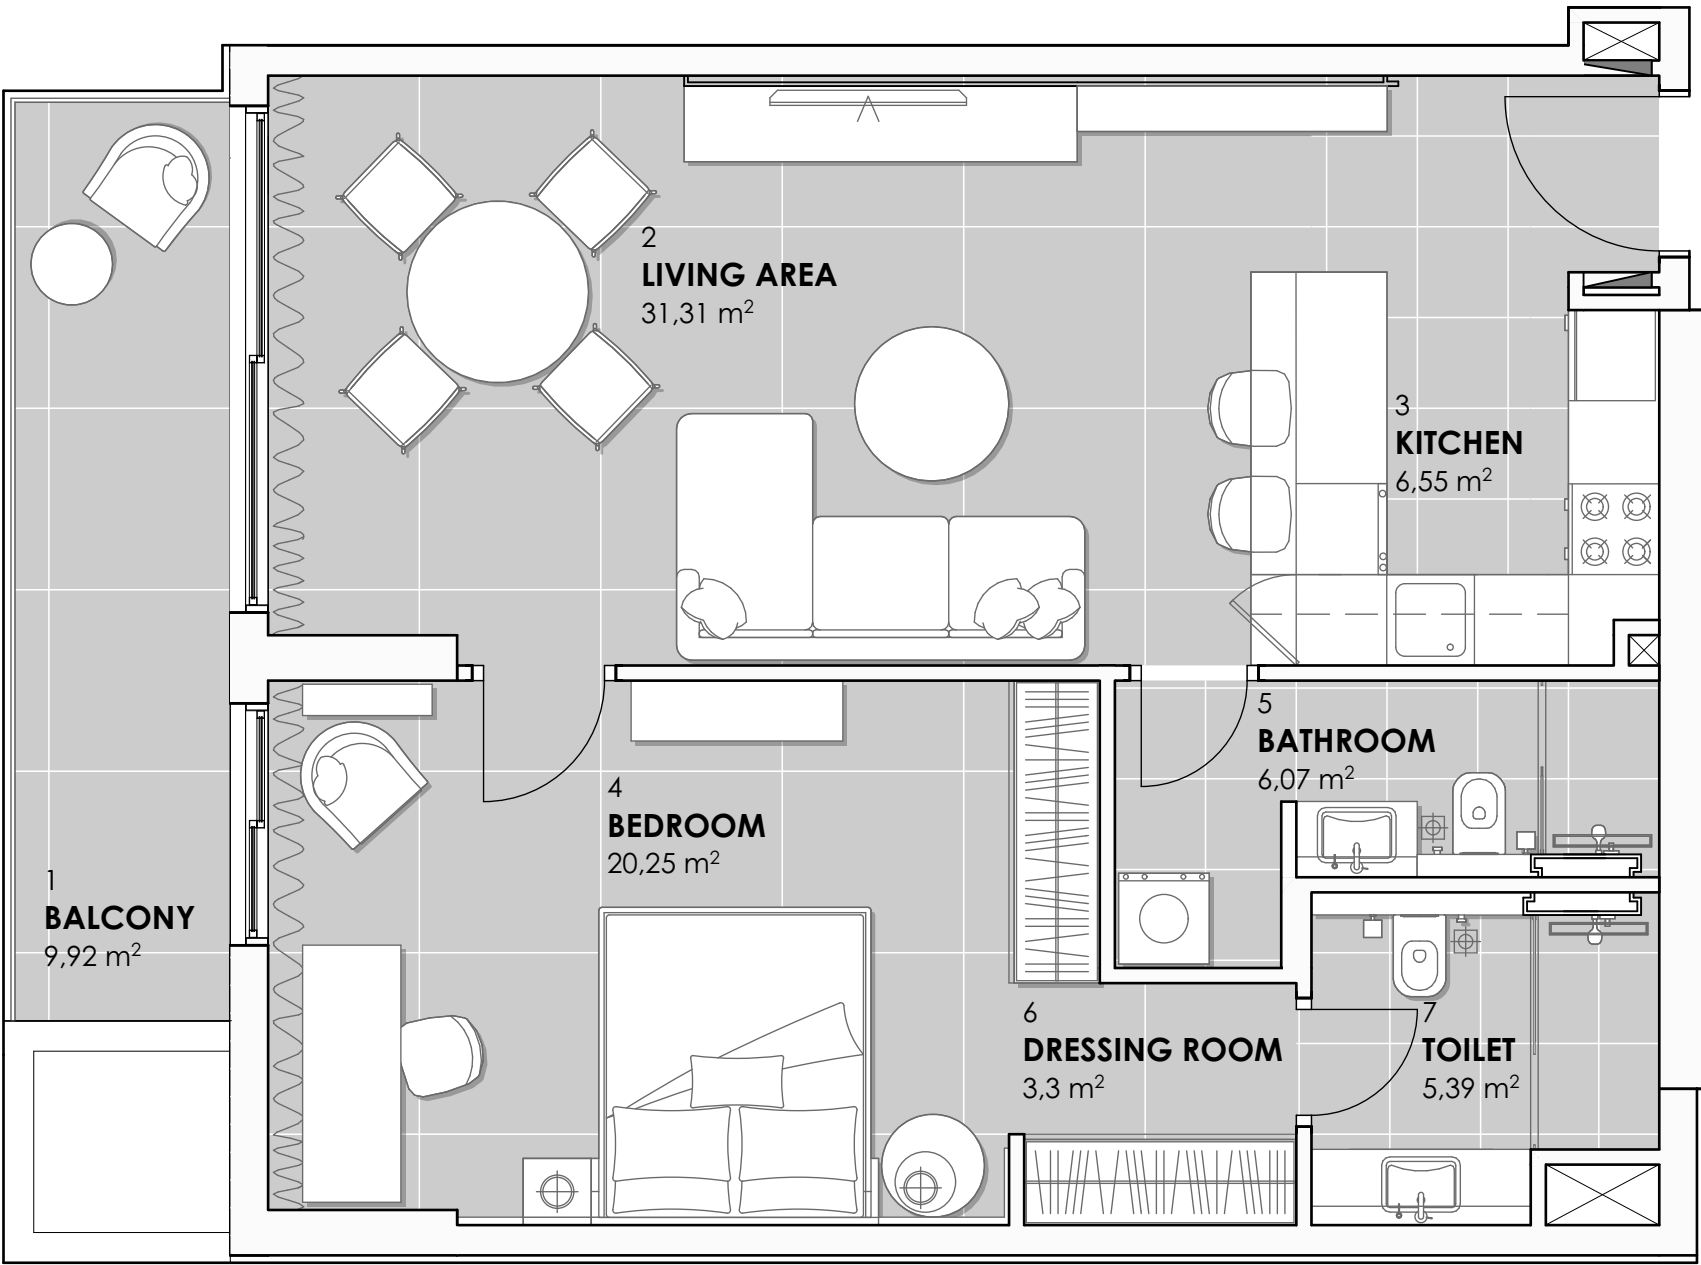 2
LIVING AREA
31,31 m²
3
KITCHEN
6,55 m²
5
BATHROOM
6,07 m²
4
BEDROOM
20,25 m²
1
BALCONY
9,92 m²
6
DRESSING ROOM
3,3 m²
7
TOILET
5,39 m²